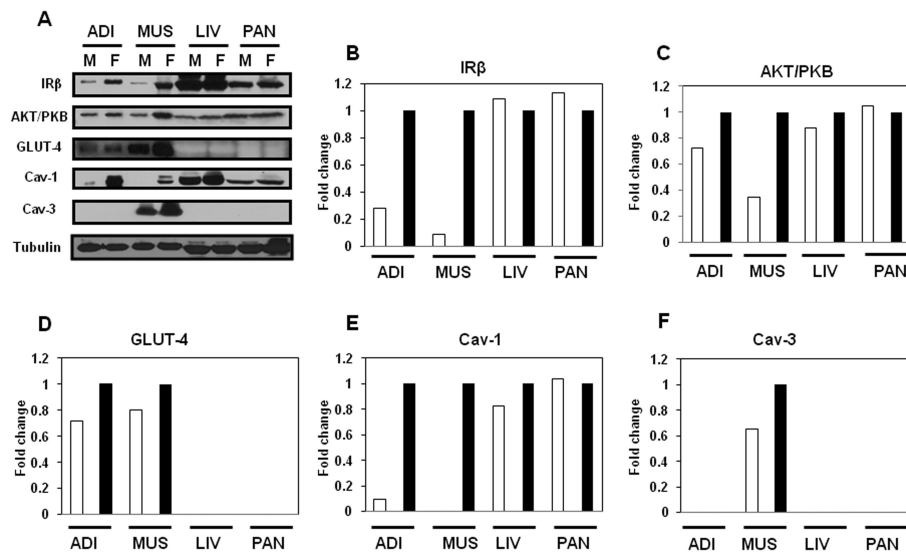 A
ADI MUS LIV PAN
M F M F M F M F
IRβ
AKT/PKB
GLUT-4
Cav-1
Cav-3
Tubulin
B
IRβ
Fold change
1.2
1
0.8
0.6
0.4
0.2
0
ADI MUS LIV PAN
C
AKT/PKB
Fold change
1.2
1
0.8
0.6
0.4
0.2
0
ADI MUS LIV PAN
D
GLUT-4
Fold change
1.2
1
0.8
0.6
0.4
0.2
0
ADI MUS LIV PAN
E
Cav-1
Fold change
1.2
1
0.8
0.6
0.4
0.2
0
ADI MUS LIV PAN
F
Cav-3
Fold change
1.2
1
0.8
0.6
0.4
0.2
0
ADI MUS LIV PAN